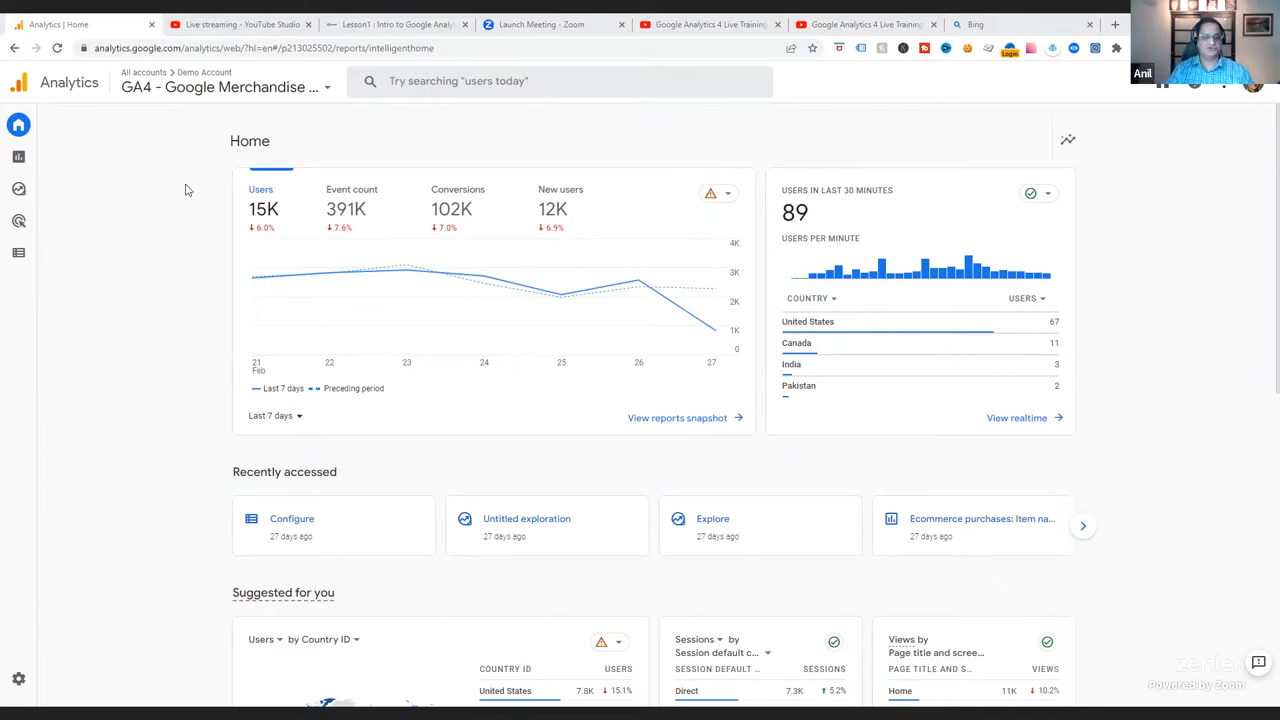 Analytics | Home
Live streaming - YouTube Studio
Lesson1 : Intro to Google Analyt
Launch Meeting - Zoom
Google Analytics 4 Live Training
Google Analytics 4 Live Training
Bing
analytics.google.com/analytics/web/?hl=en#/p213025502/reports/intelligenthome
Login
Anil
Analytics
All accounts > Demo Account
GA4 - Google Merchandise ...
Try searching "users today"
Home
Users
15K
6.0%
Event count
391K
7.6%
Conversions
102K
7.0%
New users
12K
6.9%
4K
3K
2K
1K
0
21
Feb
22
23
24
25
26
27
Last 7 days
Preceding period
Last 7 days
View reports snapshot
USERS IN LAST 30 MINUTES
89
USERS PER MINUTE
COUNTRY
USERS
United States
67
Canada
11
India
3
Pakistan
2
View realtime
Recently accessed
Configure
27 days ago
Untitled exploration
27 days ago
Explore
27 days ago
Ecommerce purchases: Item na...
27 days ago
Suggested for you
Users by Country ID
COUNTRY ID
USERS
United States
7.8K
15.1%
Sessions by
Session default c...
SESSION DEFAULT ...
SESSIONS
Direct
7.3K
5.2%
Views by
Page title and scree...
PAGE TITLE AND S...
VIEWS
Home
11K
10.2%
zenler
Powered by Zoom